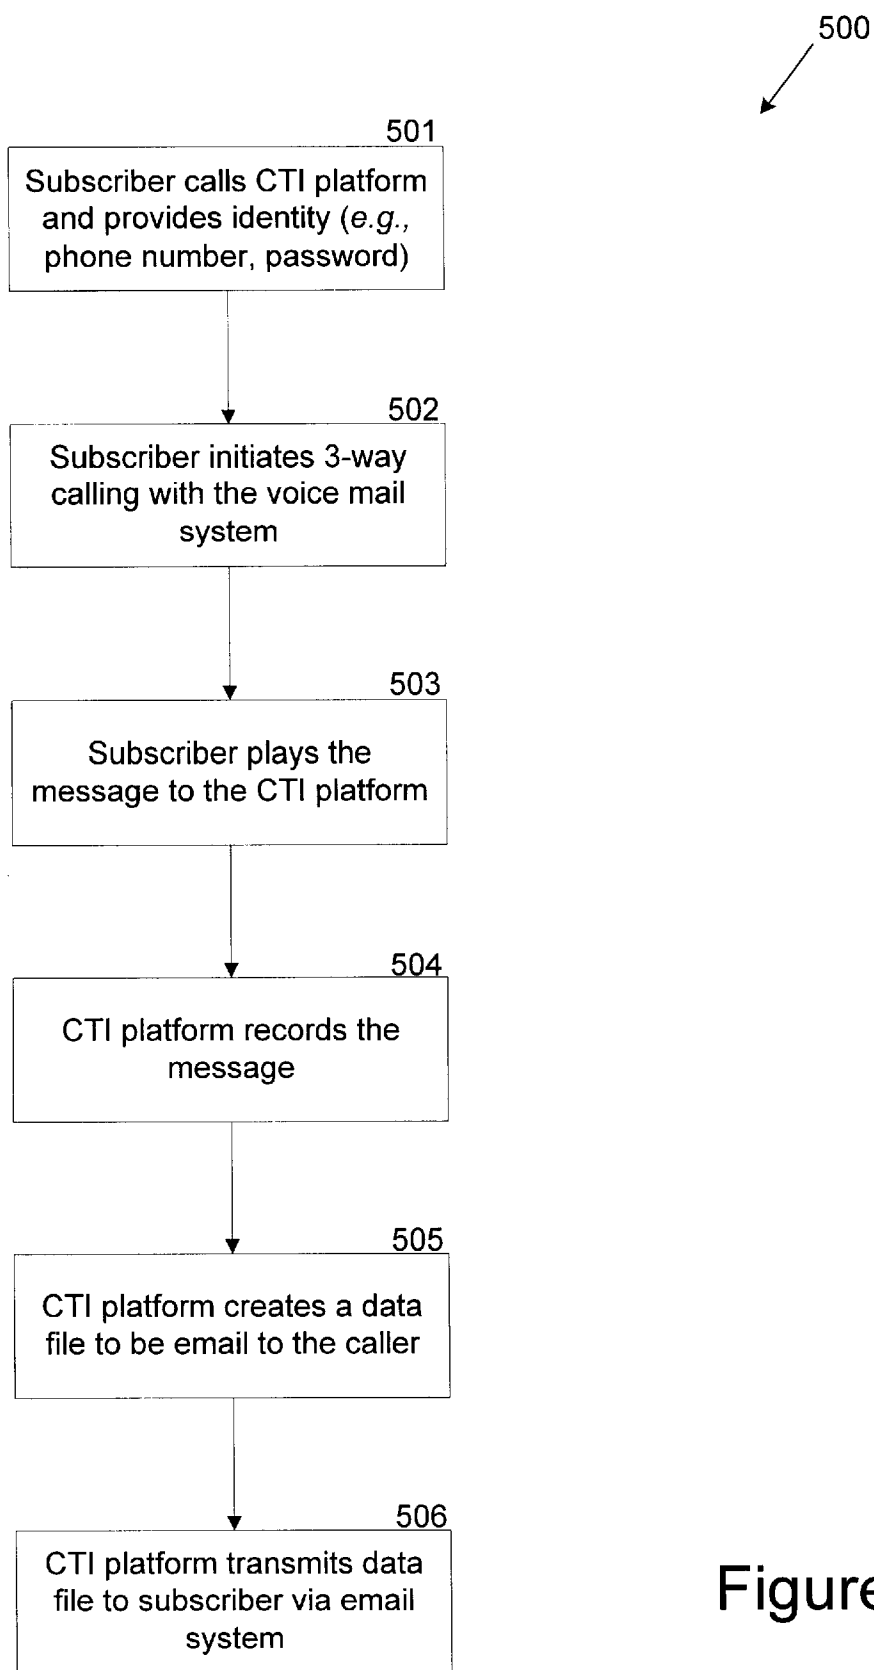 500
501
Subscriber calls CTI platform
and provides identity (e.g.,
phone number, password)
502
Subscriber initiates 3-way
calling with the voice mail
system
503
Subscriber plays the
message to the CTI platform
504
CTI platform records the
message
505
CTI platform creates a data
file to be email to the caller
506
CTI platform transmits data
file to subscriber via email
system
Figure